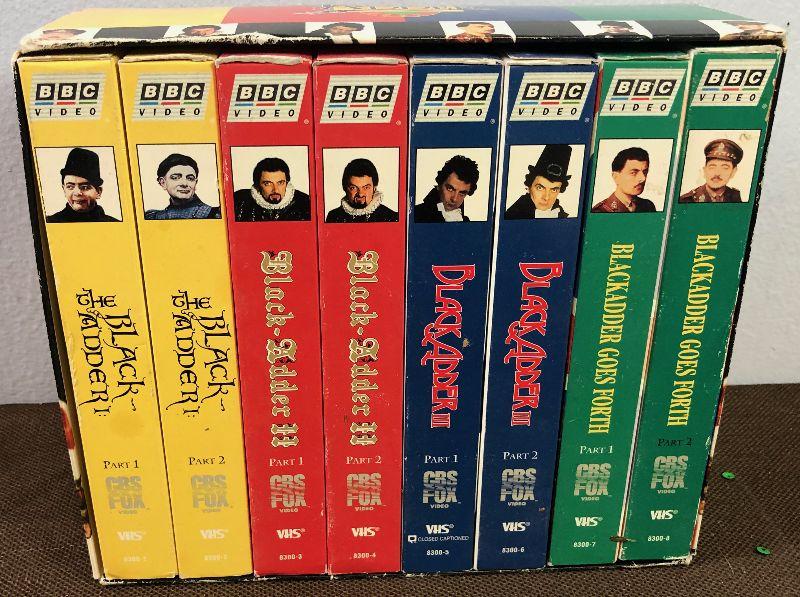 BBC
VIDEO
THE BLACK-
ADDER I:
PART 1
CBS
FOX
VIDEO
VHS
8300-1
BBC
VIDEO
THE BLACK-
ADDER I:
PART 2
CBS
FOX
VIDEO
VHS
8300-2
BBC
VIDEO
Black-Adder II
PART 1
CBS
FOX
VIDEO
VHS
8300-3
BBC
VIDEO
Black-Adder II
PART 2
CBS
FOX
VIDEO
VHS
8300-4
BBC
VIDEO
BLACKADDER III
PART 1
CBS
FOX
VIDEO
VHS
CLOSED CAPTIONED
8300-5
BBC
VIDEO
BLACKADDER III
PART 2
CBS
FOX
VIDEO
VHS
8300-6
BBC
VIDEO
BLACKADDER GOES FORTH
PART 1
CBS
FOX
VIDEO
VHS
8300-7
BBC
VIDEO
BLACKADDER GOES FORTH
PART 2
CBS
FOX
VIDEO
VHS
8300-8